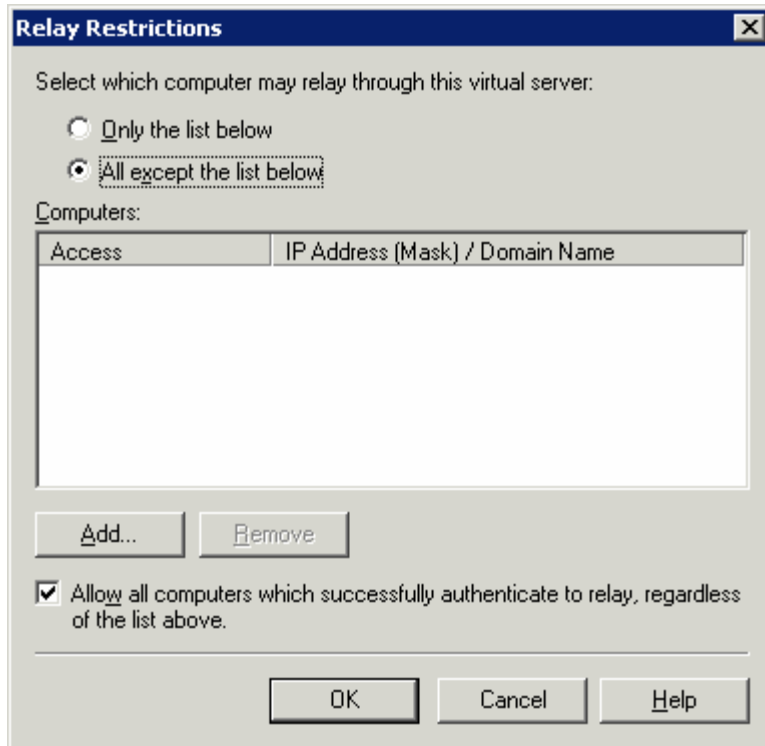 Relay Restrictions
Select which computer may relay through this virtual server:
Only the list below
All except the list below
Computers:
Access IP Address (Mask) / Domain Name
Add... Remove
Allow all computers which successfully authenticate to relay, regardless
of the list above.
OK Cancel Help